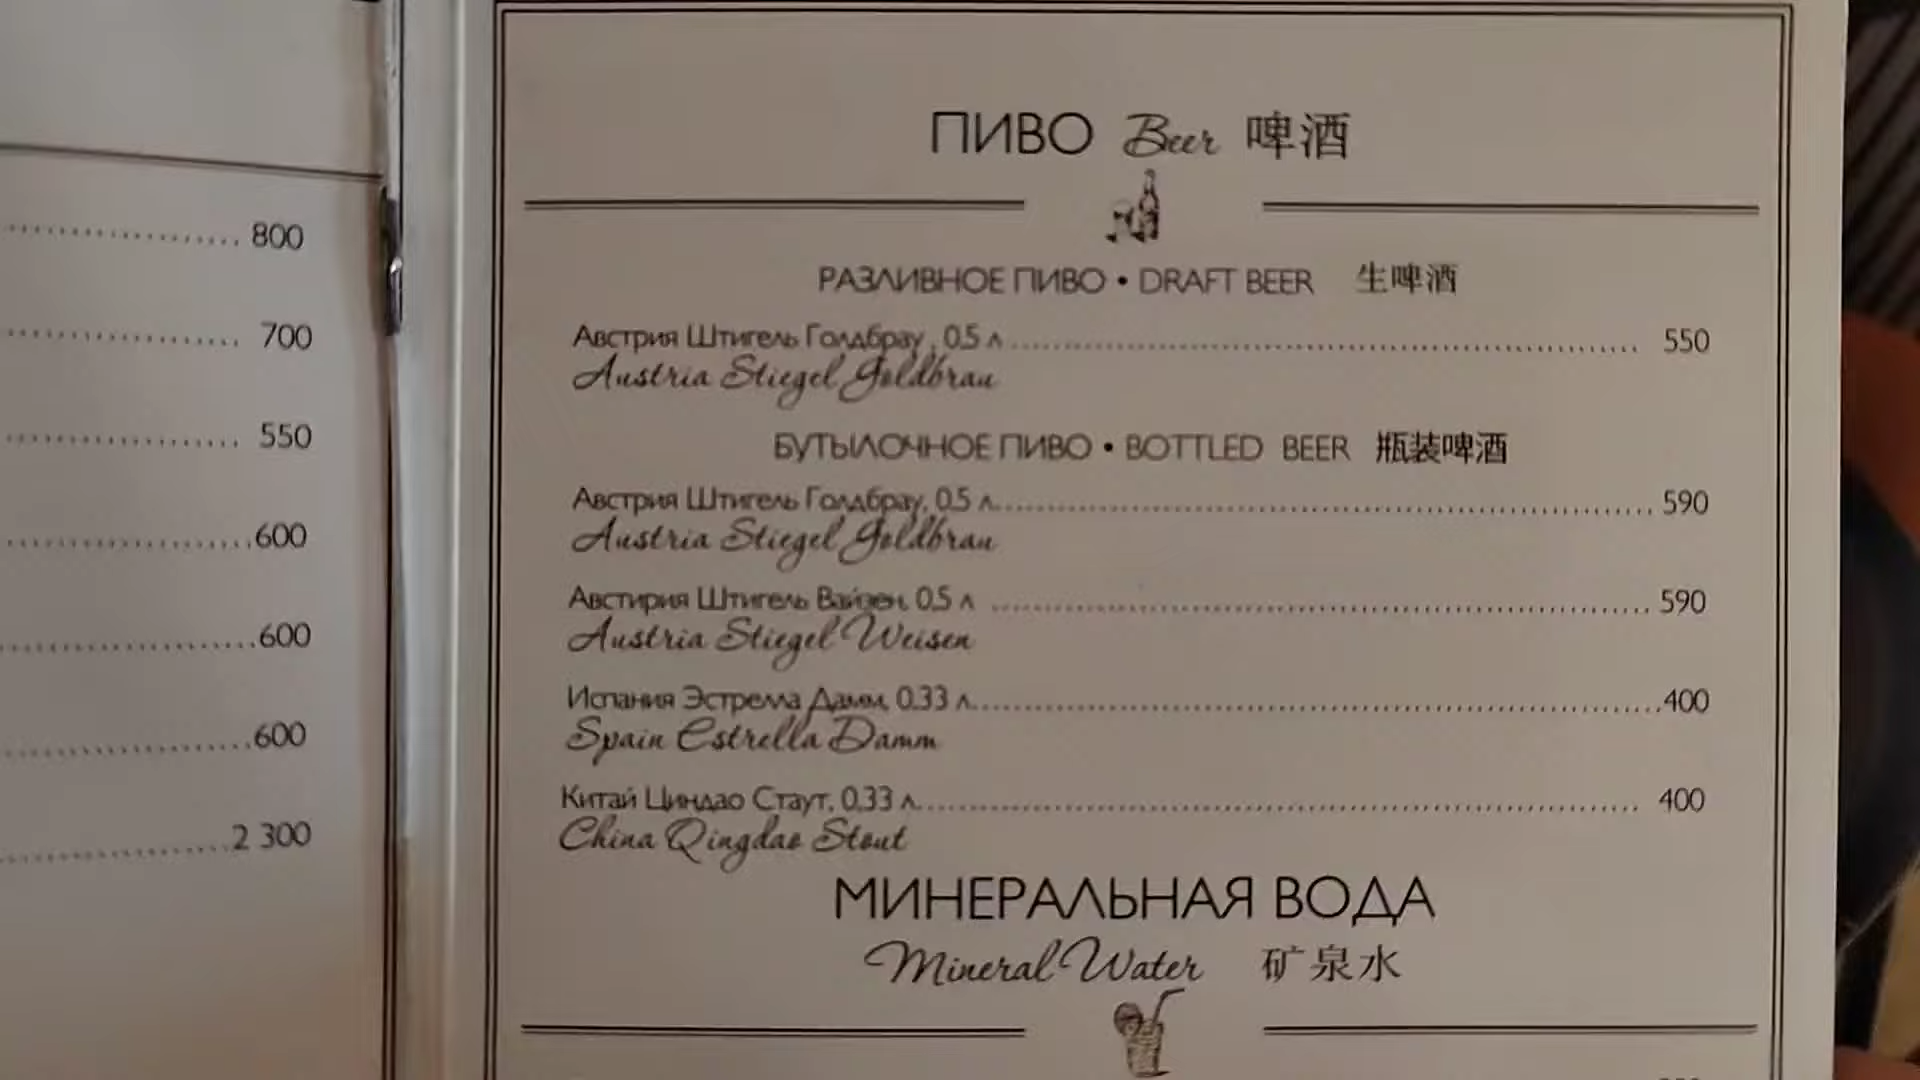 800
700
550
600
600
600
2 300
ПИВО Beer 啤酒
РАЗЛИВНОЕ ПИВО • DRAFT BEER 生啤酒
Австрия Штигель Голдбрау , 0.5 л 550
Austria Stiegel Goldbrau
БУТЫЛОЧНОЕ ПИВО • BOTTLED BEER 瓶装啤酒
Австрия Штигель Голдбрау, 0.5 л 590
Austria Stiegel Goldbrau
Австирия Штигель Вайзен, 0.5 л 590
Austria Stiegel Weisen
Испания Эстрелла Дамм, 0.33 л 400
Spain Estrella Damm
Китай Циндао Стаут, 0.33 л 400
China Qingdao Stout
МИНЕРАЛЬНАЯ ВОДА
Mineral Water 矿泉水